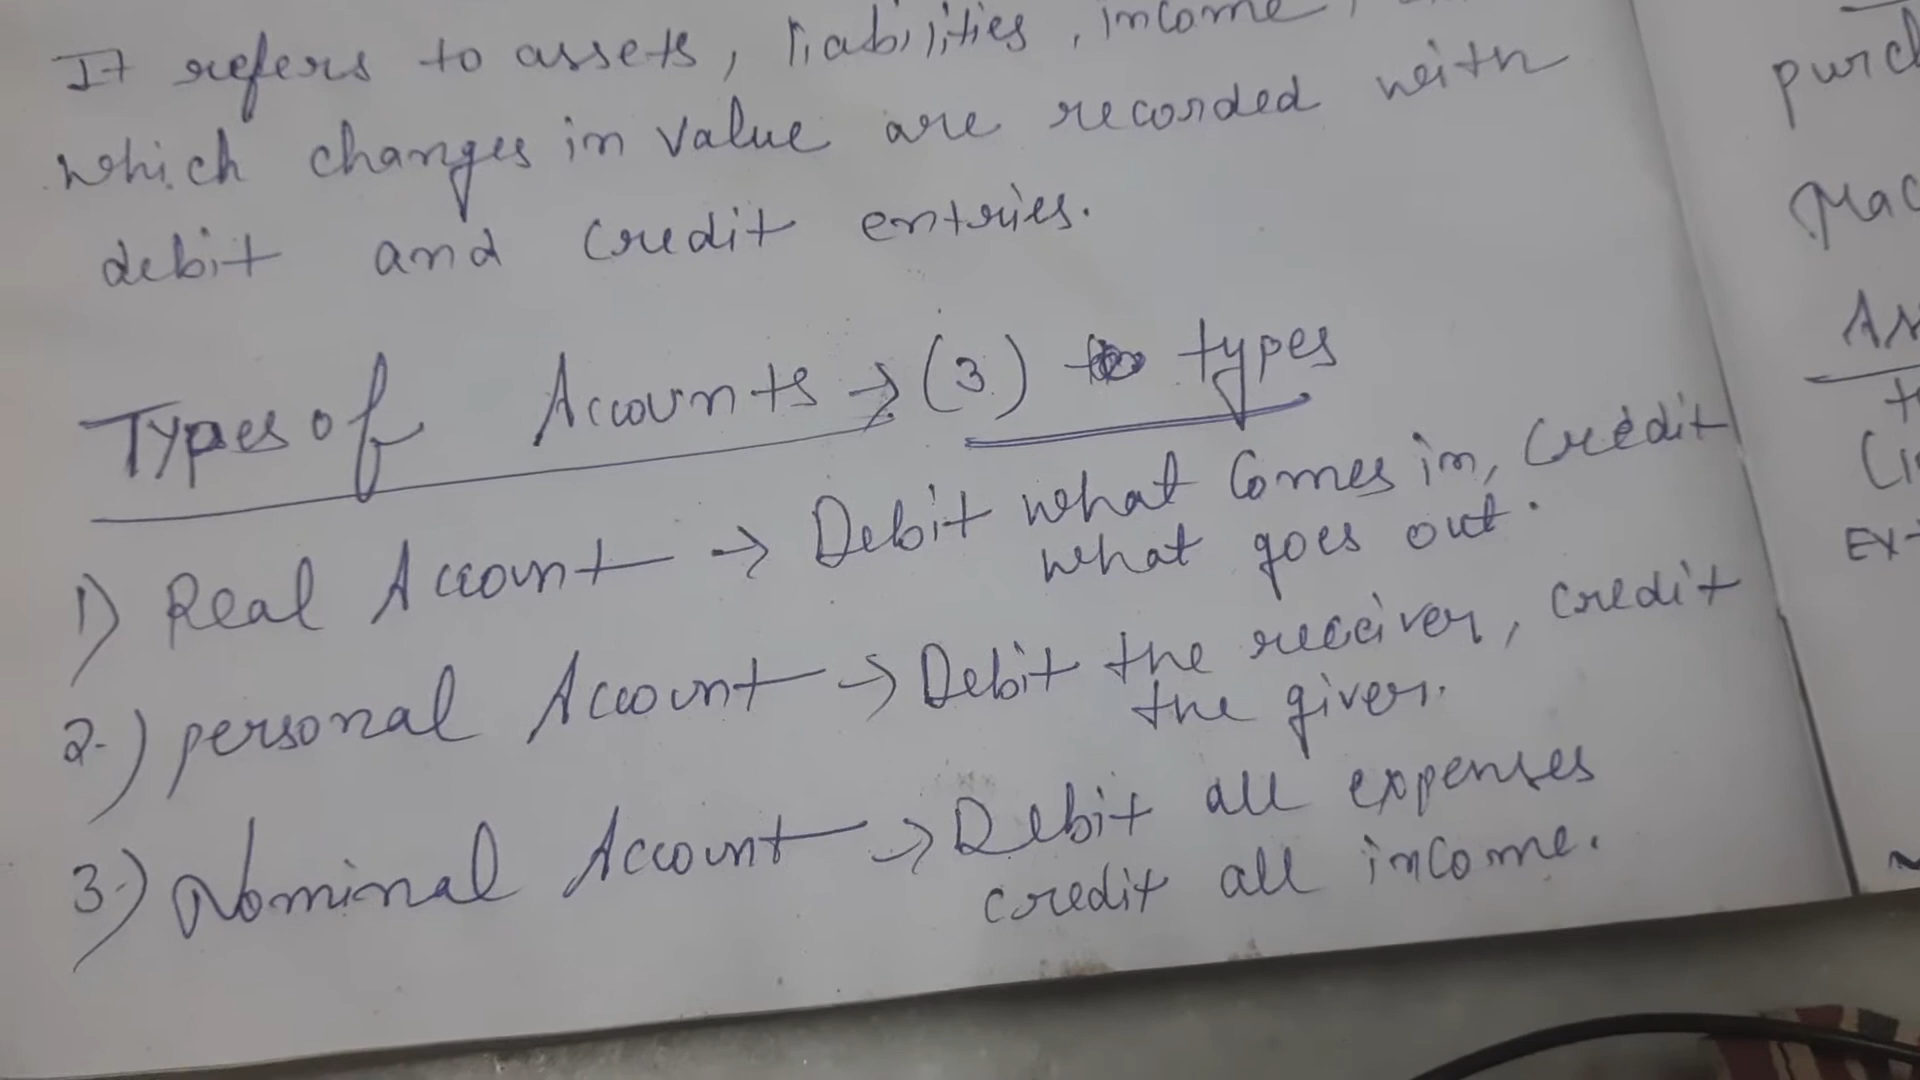 It refers to assets, liabilities, income,
which changes in value are recorded with
debit and credit entries.
Types of Accounts → (3) types
1) Real Account → Debit what comes in, credit
what goes out.
2.) personal Account → Debit the receiver, credit
the giver.
3.) Nominal Account → Debit all expenses
credit all income.
Ex-